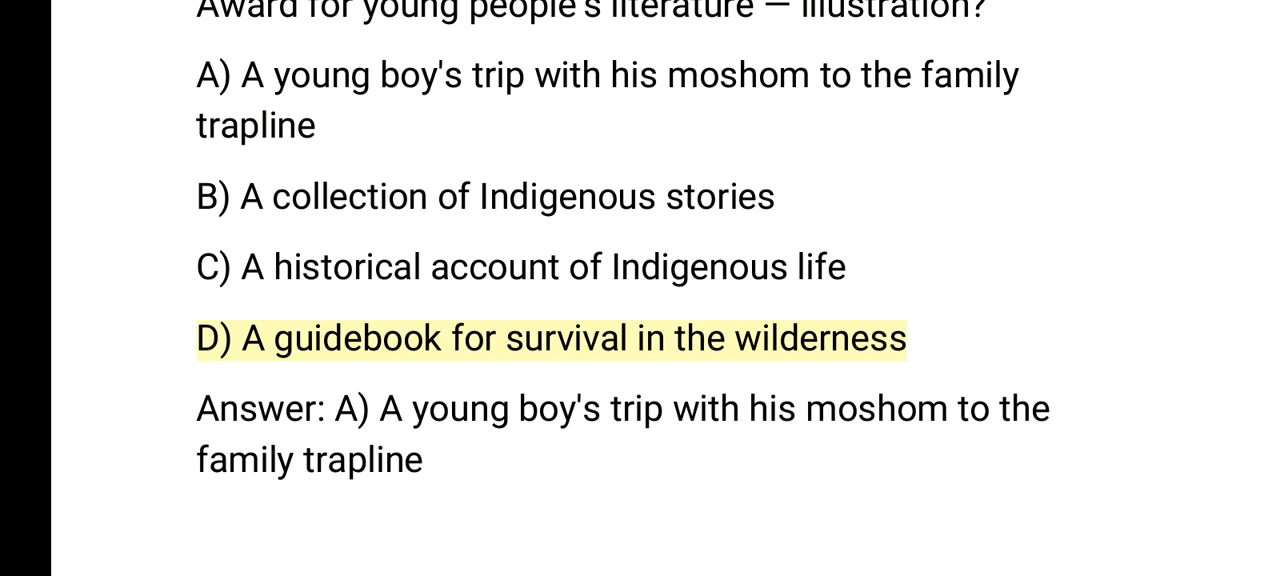 Award for young people's literature — illustration?
A) A young boy's trip with his moshom to the family
trapline
B) A collection of Indigenous stories
C) A historical account of Indigenous life
D) A guidebook for survival in the wilderness
Answer: A) A young boy's trip with his moshom to the
family trapline